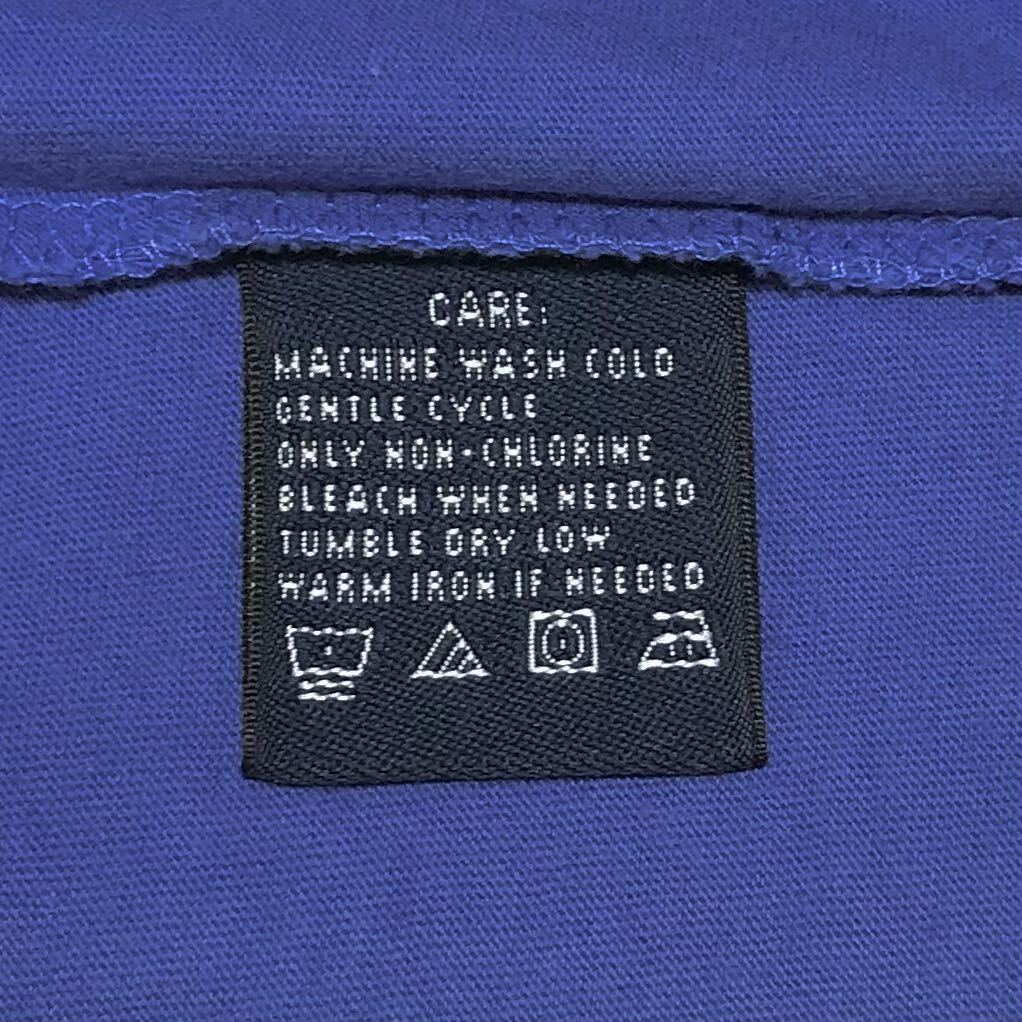 CARE:
MACHINE WASH COLD
GENTLE CYCLE
ONLY NON-CHLORINE
BLEACH WHEN NEEDED
TUMBLE DRY LOW
WARM IRON IF NEEDED